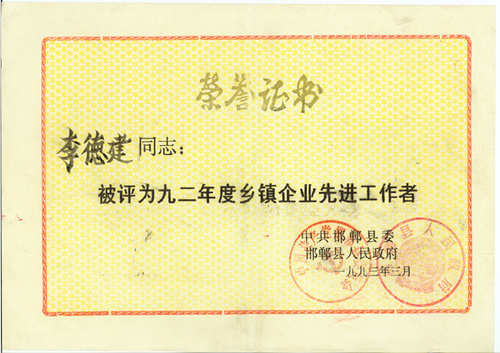 荣誉证书
李德建同志：
被评为九二年度乡镇企业先进工作者
中共邯郸县委
邯郸县人民政府
一九九三年三月